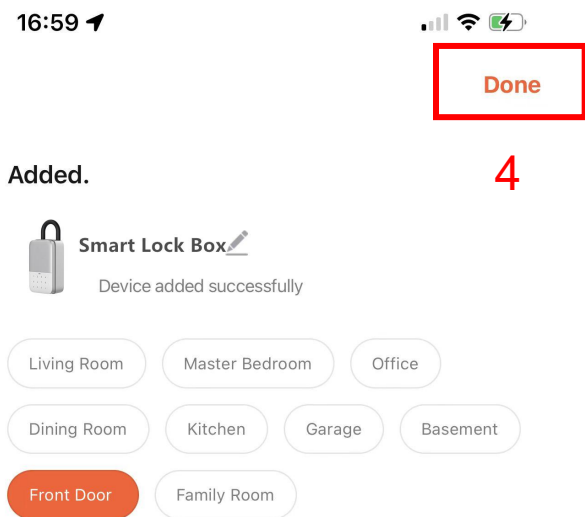 16:59
Done
4
Added.
Smart Lock Box
Device added successfully
Living Room Master Bedroom Office
Dining Room Kitchen Garage Basement
Front Door Family Room